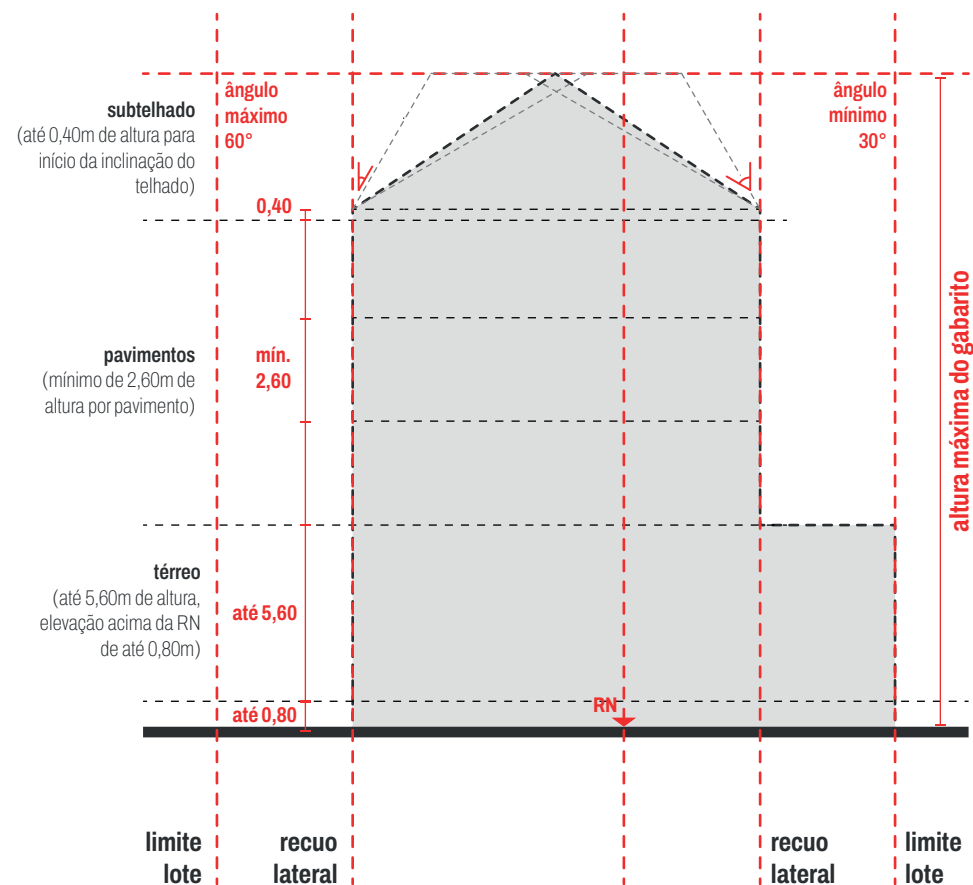 subtelhado
(até 0,40m de altura para
início da inclinação do
telhado)
ângulo
máximo
60°
ângulo
mínimo
30°
0,40
pavimentos
(mínimo de 2,60m de
altura por pavimento)
mín.
2,60
altura máxima do gabarito
térreo
(até 5,60m de altura,
elevação acima da RN
de até 0,80m)
até 5,60
até 0,80
RN
limite
lote
recuo
lateral
recuo
lateral
limite
lote